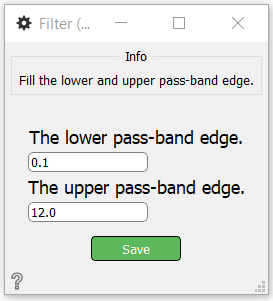 Filter (...
Info
Fill the lower and upper pass-band edge.
The lower pass-band edge.
0.1
The upper pass-band edge.
12.0
Save
?